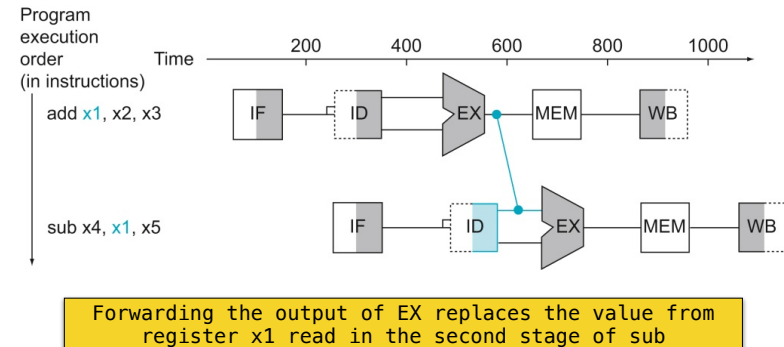 Program
execution
order
(in instructions)
Time
200 400 600 800 1000
add x1, x2, x3
IF ID EX MEM WB
sub x4, x1, x5
IF ID EX MEM WB
Forwarding the output of EX replaces the value from
register x1 read in the second stage of sub